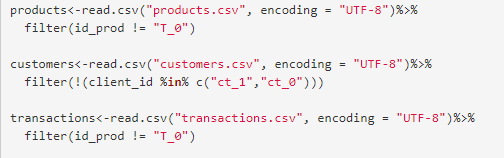 products<-read.csv("products.csv", encoding = "UTF-8")%>%
  filter(id_prod != "T_0")
customers<-read.csv("customers.csv", encoding = "UTF-8")%>%
  filter(!(client_id %in% c("ct_1","ct_0")))
transactions<-read.csv("transactions.csv", encoding = "UTF-8")%>%
  filter(id_prod != "T_0")